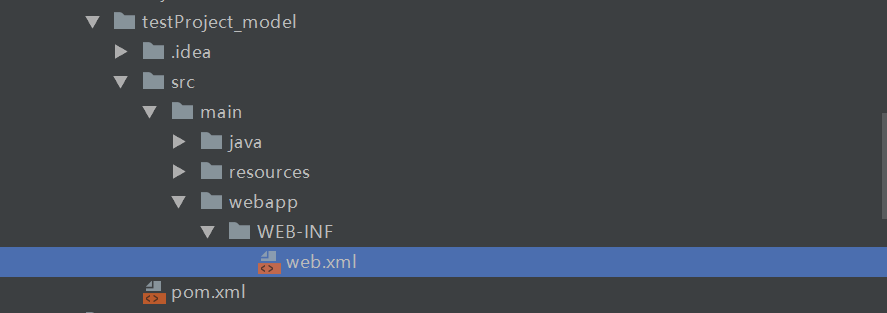 testProject_model
.idea
src
main
java
resources
webapp
WEB-INF
web.xml
pom.xml